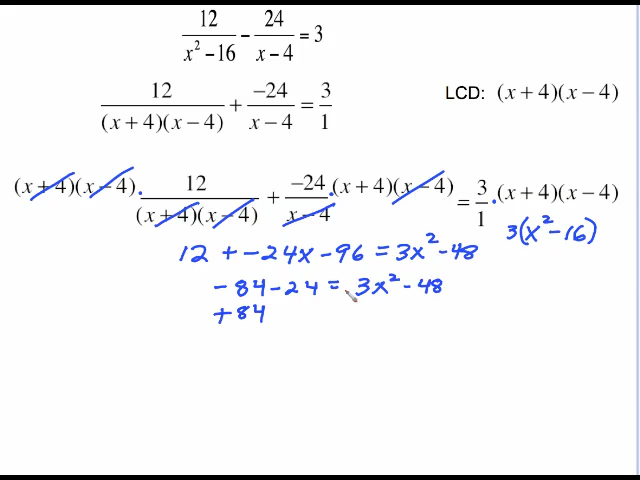 12/(x² − 16) − 24/(x − 4) = 3
12/((x + 4)(x − 4)) + −24/(x − 4) = 3/1 LCD: (x + 4)(x − 4)
(x + 4)(x − 4) · 12/((x + 4)(x − 4)) + −24/(x − 4) · (x + 4)(x − 4) = 3/1 · (x + 4)(x − 4)
3(x² − 16)
12 + −24x − 96 = 3x² − 48
−84 − 24 = 3x² − 48
+84